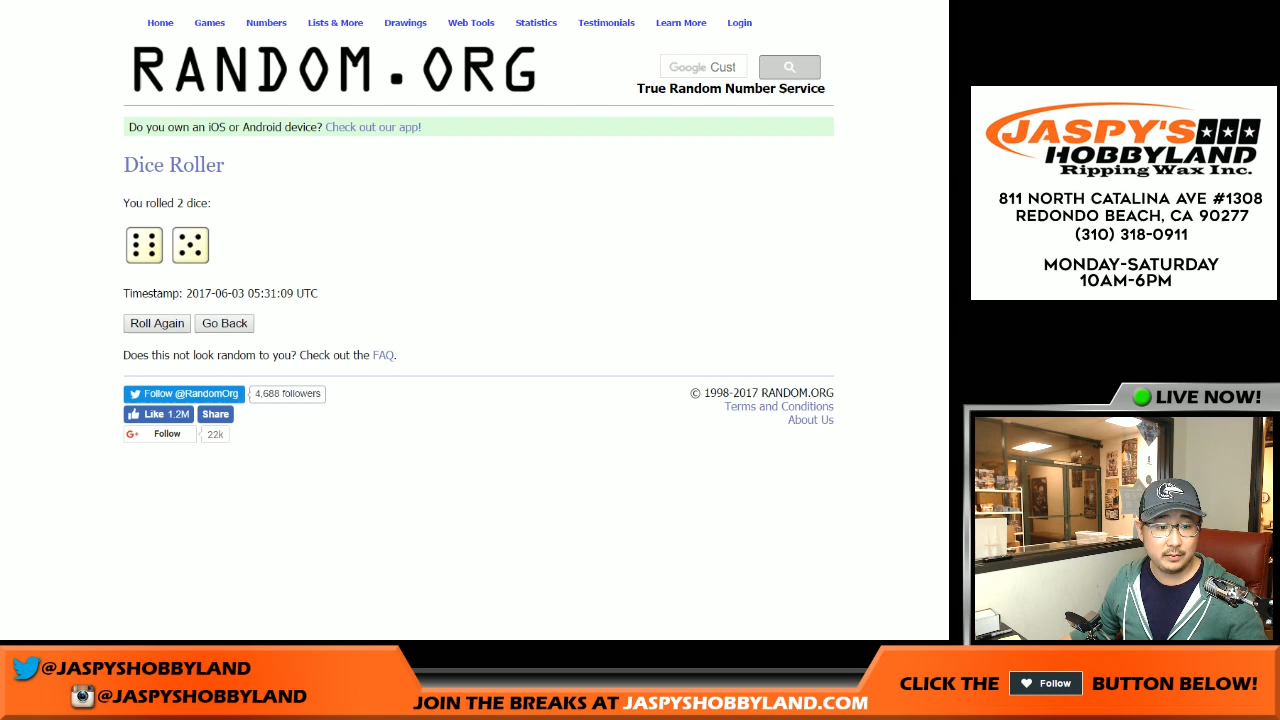 Home Games Numbers Lists & More Drawings Web Tools Statistics Testimonials Learn More Login
RANDOM.ORG
Google Cust
True Random Number Service
Do you own an iOS or Android device? Check out our app!
Dice Roller
You rolled 2 dice:
Timestamp: 2017-06-03 05:31:09 UTC
Roll Again Go Back
Does this not look random to you? Check out the FAQ.
Follow @RandomOrg 4,688 followers
Like 1.2M Share
G+ Follow 22k
© 1998-2017 RANDOM.ORG
Terms and Conditions
About Us
JASPY'S
HOBBYLAND
Ripping Wax Inc.
811 NORTH CATALINA AVE #1308
REDONDO BEACH, CA 90277
(310) 318-0911
MONDAY-SATURDAY
10AM-6PM
LIVE NOW!
@JASPYSHOBBYLAND
@JASPYSHOBBYLAND
JOIN THE BREAKS AT JASPYSHOBBYLAND.COM
CLICK THE Follow BUTTON BELOW!